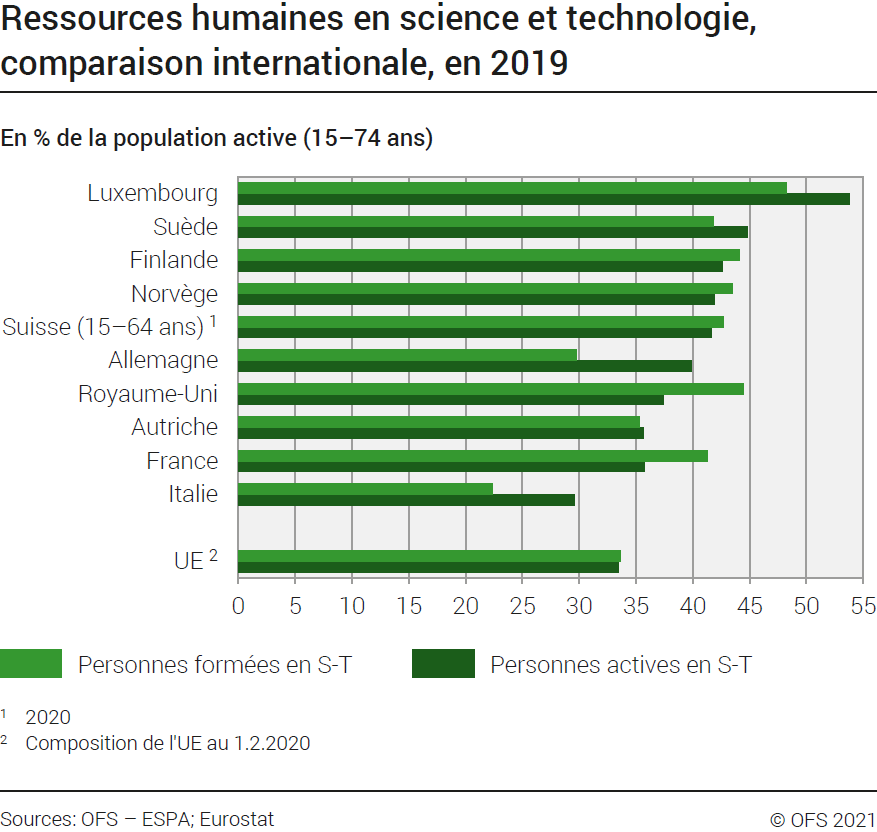 Ressources humaines en science et technologie,
comparaison internationale, en 2019
En % de la population active (15–74 ans)
Luxembourg
Suède
Finlande
Norvège
Suisse (15–64 ans) ¹
Allemagne
Royaume-Uni
Autriche
France
Italie
UE ²
0 5 10 15 20 25 30 35 40 45 50 55
Personnes formées en S-T Personnes actives en S-T
¹ 2020
² Composition de l'UE au 1.2.2020
Sources: OFS – ESPA; Eurostat © OFS 2021